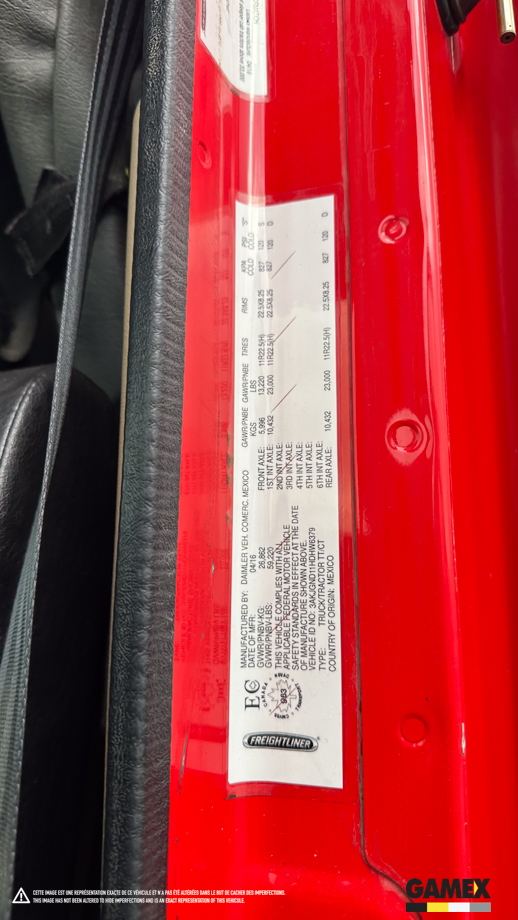 MANUFACTURED BY: DAIMLER VEH. COMERC. MEXICO
DATE OF MFR: 04/16
GVWR/PNBV-KG: 26,862
GVWR/PNBV-LBS: 59,220
THIS VEHICLE COMPLIES WITH ALL
APPLICABLE FEDERAL MOTOR VEHICLE
SAFETY STANDARDS IN EFFECT AT THE DATE
OF MANUFACTURE SHOWN ABOVE.
VEHICLE ID NO: 3AKJGND11HDHW6379
TYPE: TRUCK/TRACTOR TT/CT
COUNTRY OF ORIGIN: MEXICO
GAWR/PNBE GAWR/PNBE TIRES RIMS KPA PSI "S"
KGS LBS COLD COLD
FRONT AXLE: 5,996 13,220 11R22.5(H) 22.5X8.25 827 120 S
1ST INT AXLE: 10,432 23,000 11R22.5(H) 22.5X8.25 827 120 D
2ND INT AXLE:
3RD INT AXLE:
4TH INT AXLE:
5TH INT AXLE:
6TH INT AXLE:
REAR AXLE: 10,432 23,000 11R22.5(H) 22.5X8.25 827 120 D
FREIGHTLINER
CANADA
963
TRANSPORT
CETTE IMAGE EST UNE REPRÉSENTATION EXACTE DE CE VÉHICULE ET N'A PAS ÉTÉ ALTÉRÉES DANS LE BUT DE CACHER DES IMPERFECTIONS.
THIS IMAGE HAS NOT BEEN ALTERED TO HIDE IMPERFECTIONS AND IS AN EXACT REPRESENTATION OF THIS VEHICLE.
GAMEX